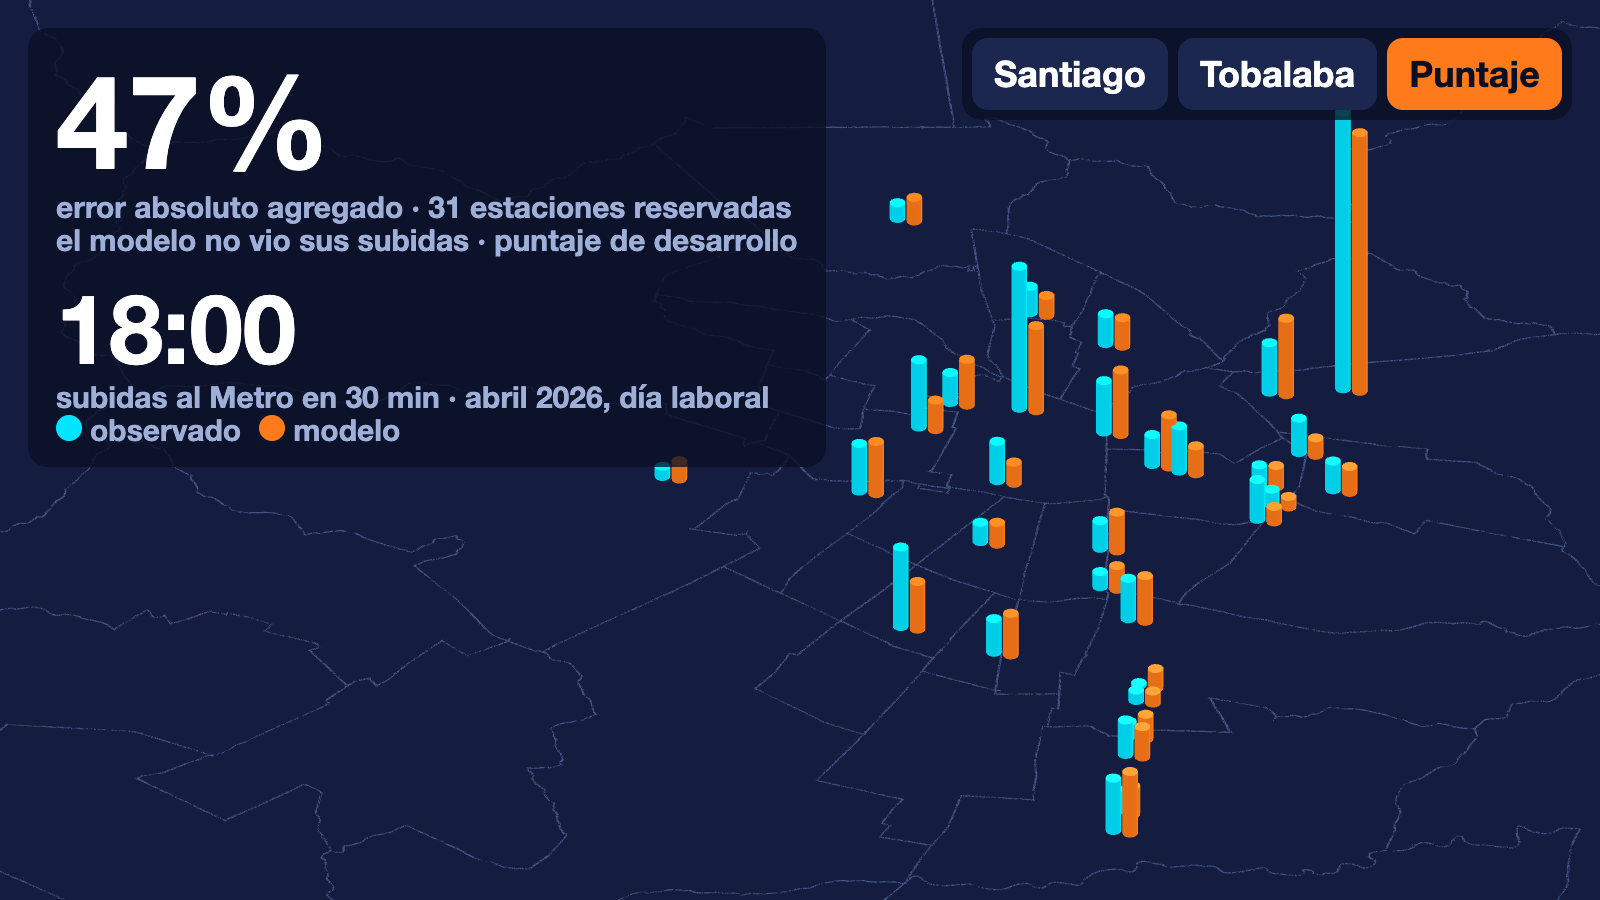 47%
error absoluto agregado · 31 estaciones reservadas
el modelo no vio sus subidas · puntaje de desarrollo
18:00
subidas al Metro en 30 min · abril 2026, día laboral
observado modelo
Santiago Tobalaba Puntaje